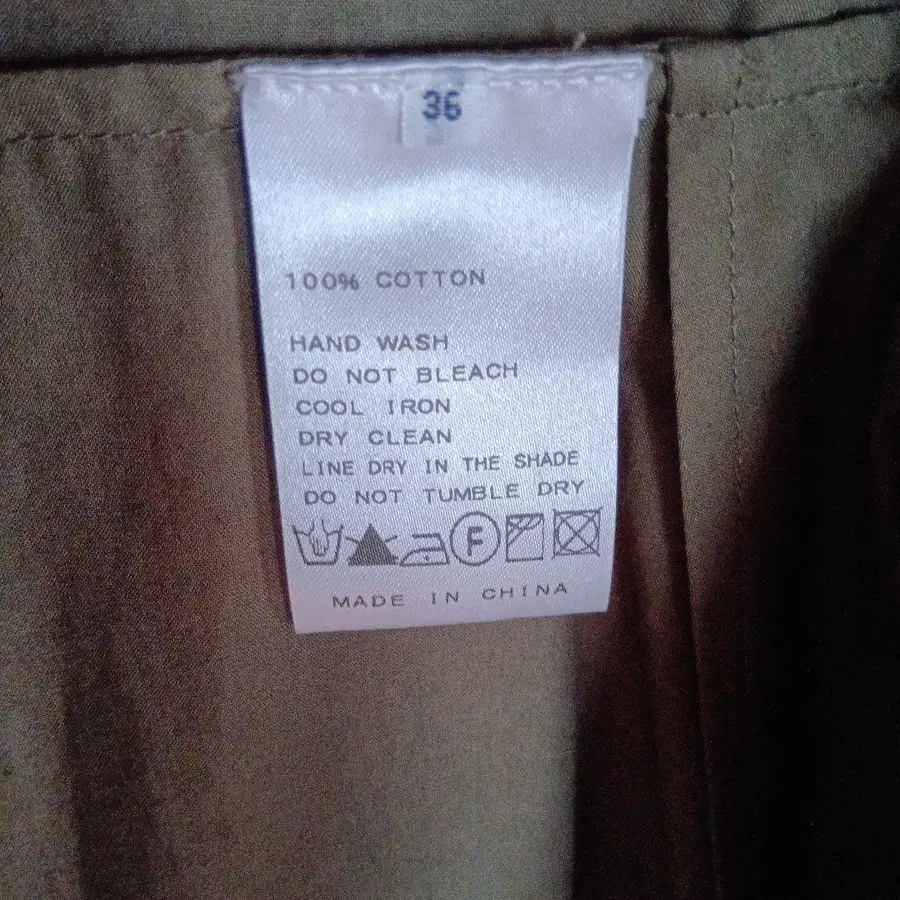 36
100% COTTON
HAND WASH
DO NOT BLEACH
COOL IRON
DRY CLEAN
LINE DRY IN THE SHADE
DO NOT TUMBLE DRY
F
MADE IN CHINA